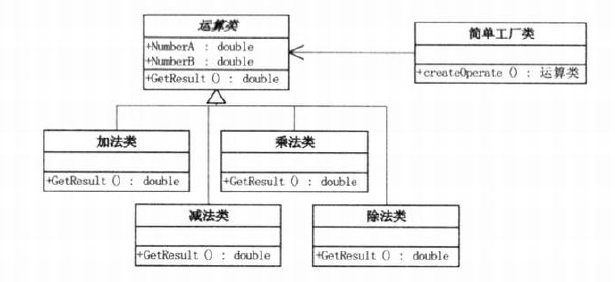 运算类
+NumberA : double
+NumberB : double
+GetResult () : double
简单工厂类
+createOperate () : 运算类
加法类
+GetResult () : double
乘法类
+GetResult () : double
减法类
+GetResult () : double
除法类
+GetResult () : double